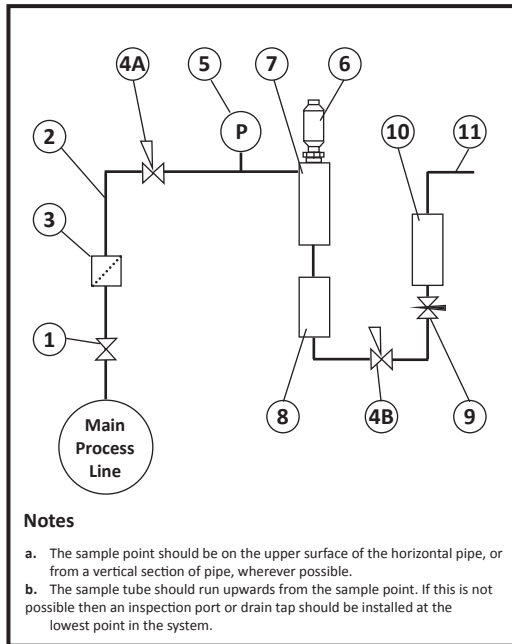 4A
5
7
6
P
10
11
2
3
1
Main
Process
Line
8
4B
9
Notes
a. The sample point should be on the upper surface of the horizontal pipe, or
from a vertical section of pipe, wherever possible.
b. The sample tube should run upwards from the sample point. If this is not
possible then an inspection port or drain tap should be installed at the
lowest point in the system.